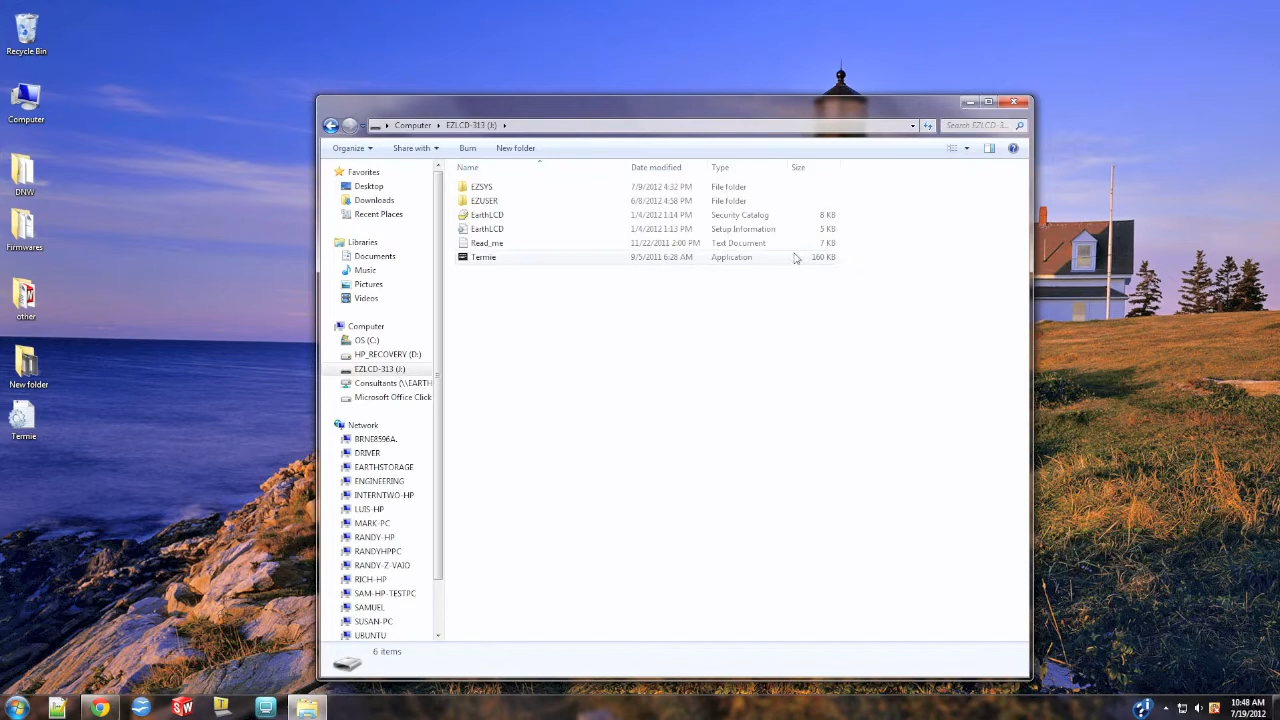 Recycle Bin
Computer
DNW
Firmwares
other
New folder
Termie
Computer EZLCD-313 (J:)
Search EZLCD-3...
Organize Share with Burn New folder
Favorites
Desktop
Downloads
Recent Places
Libraries
Documents
Music
Pictures
Videos
Computer
OS (C:)
HP_RECOVERY (D:)
EZLCD-313 (J:)
Consultants (\\EARTH
Microsoft Office Click
Network
BRNE8596A.
DRIVER
EARTHSTORAGE
ENGINEERING
INTERNTWO-HP
LUIS-HP
MARK-PC
RANDY-HP
RANDYHPPC
RANDY-Z-VAIO
RICH-HP
SAM-HP-TESTPC
SAMUEL
SUSAN-PC
UBUNTU
Name Date modified Type Size
EZSYS 7/9/2012 4:32 PM File folder
EZUSER 6/8/2012 4:58 PM File folder
EarthLCD 1/4/2012 1:14 PM Security Catalog 8 KB
EarthLCD 1/4/2012 1:13 PM Setup Information 5 KB
Read_me 11/22/2011 2:00 PM Text Document 7 KB
Termie 9/5/2011 6:28 AM Application 160 KB
6 items
10:48 AM
7/19/2012